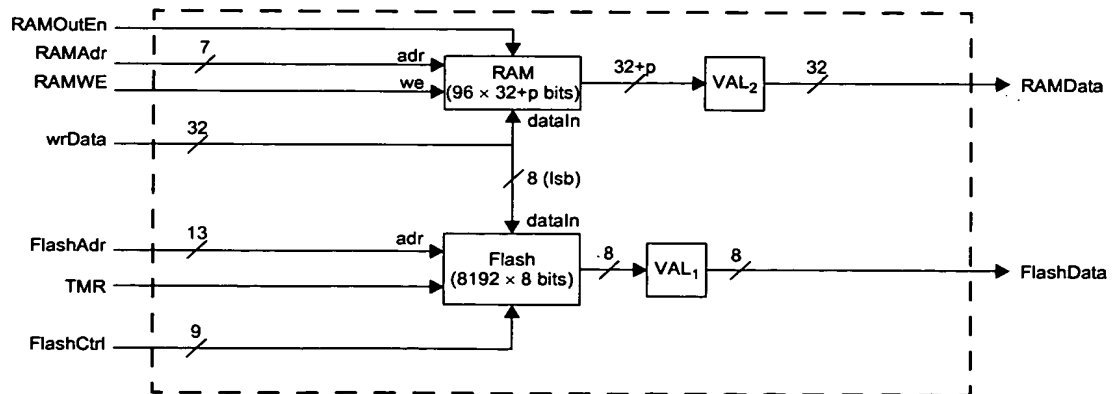 RAMOutEn
RAMAdr
7
adr
RAMWE
we
RAM
(96 × 32+p bits)
32+p
VAL2
32
RAMData
dataIn
wrData
32
8 (lsb)
dataIn
FlashAdr
13
adr
Flash
(8192 × 8 bits)
8
VAL1
8
FlashData
TMR
FlashCtrl
9